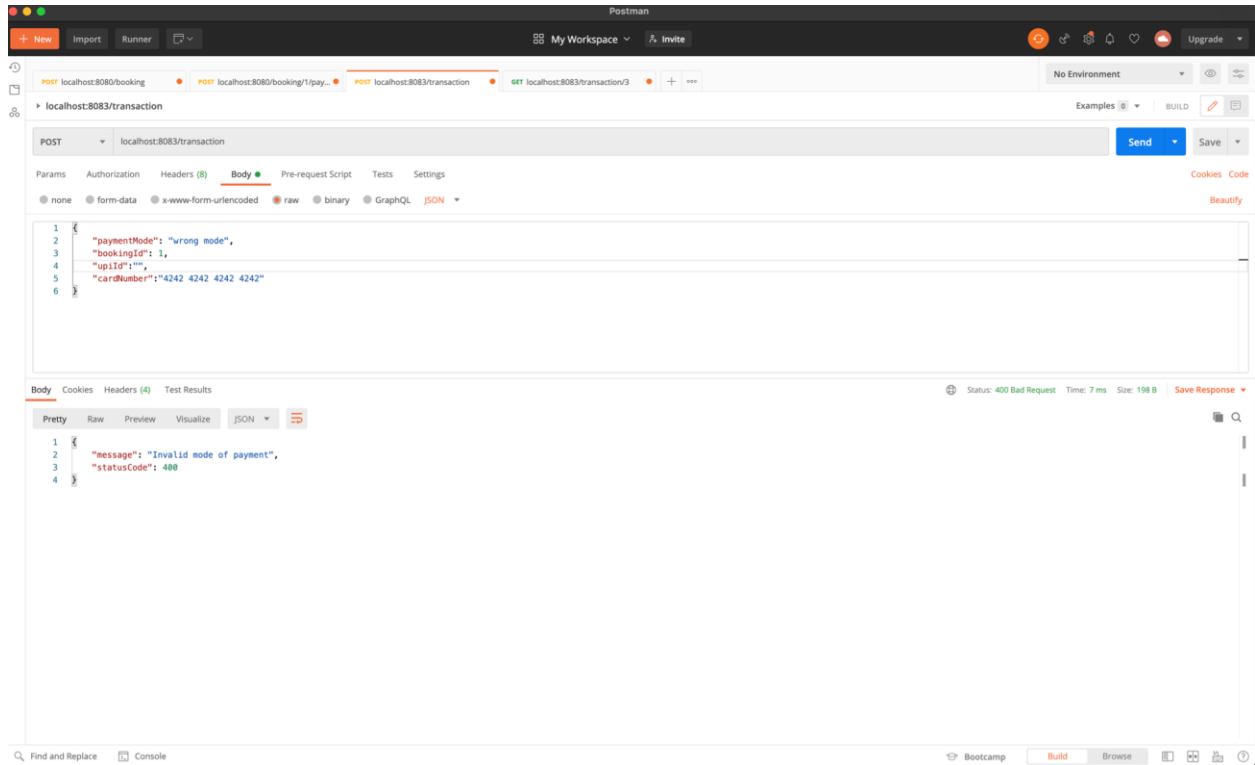 Postman
New Import Runner My Workspace Invite Upgrade
POST localhost:8080/booking POST localhost:8080/booking/1/pay... POST localhost:8083/transaction GET localhost:8083/transaction/3 No Environment
localhost:8083/transaction Examples 0 BUILD
POST localhost:8083/transaction Send Save
Params Authorization Headers (8) Body Pre-request Script Tests Settings Cookies Code
none form-data x-www-form-urlencoded raw binary GraphQL JSON Beautify
1 {
2 "paymentMode": "wrong mode",
3 "bookingId": 1,
4 "upiId":"",
5 "cardNumber":"4242 4242 4242 4242"
6 }
Body Cookies Headers (4) Test Results Status: 400 Bad Request Time: 7 ms Size: 198 B Save Response
Pretty Raw Preview Visualize JSON
1 {
2 "message": "Invalid mode of payment",
3 "statusCode": 400
4 }
Find and Replace Console Bootcamp Build Browse